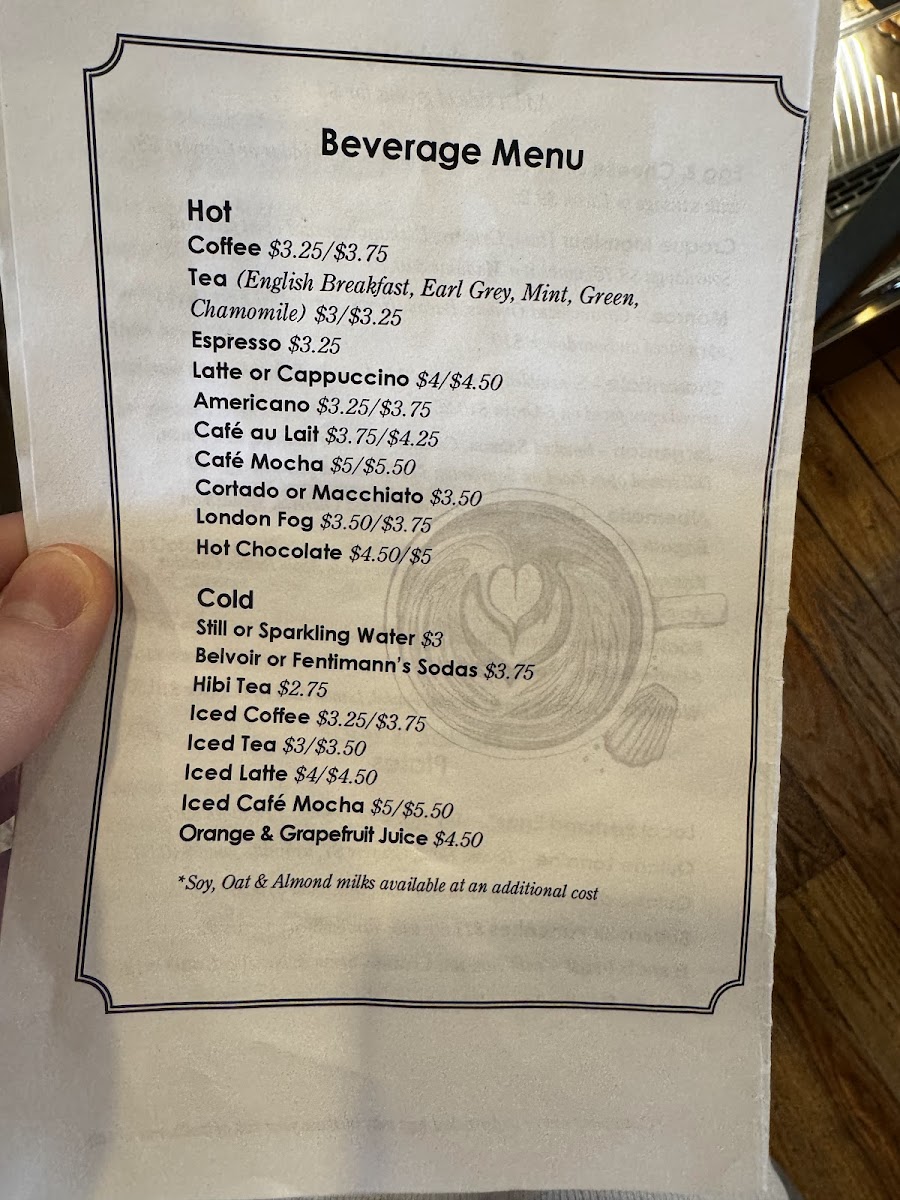 Beverage Menu
Hot
Coffee $3.25/$3.75
Tea (English Breakfast, Earl Grey, Mint, Green,
Chamomile) $3/$3.25
Espresso $3.25
Latte or Cappuccino $4/$4.50
Americano $3.25/$3.75
Café au Lait $3.75/$4.25
Café Mocha $5/$5.50
Cortado or Macchiato $3.50
London Fog $3.50/$3.75
Hot Chocolate $4.50/$5
Cold
Still or Sparkling Water $3
Belvoir or Fentimann's Sodas $3.75
Hibi Tea $2.75
Iced Coffee $3.25/$3.75
Iced Tea $3/$3.50
Iced Latte $4/$4.50
Iced Café Mocha $5/$5.50
Orange & Grapefruit Juice $4.50
*Soy, Oat & Almond milks available at an additional cost